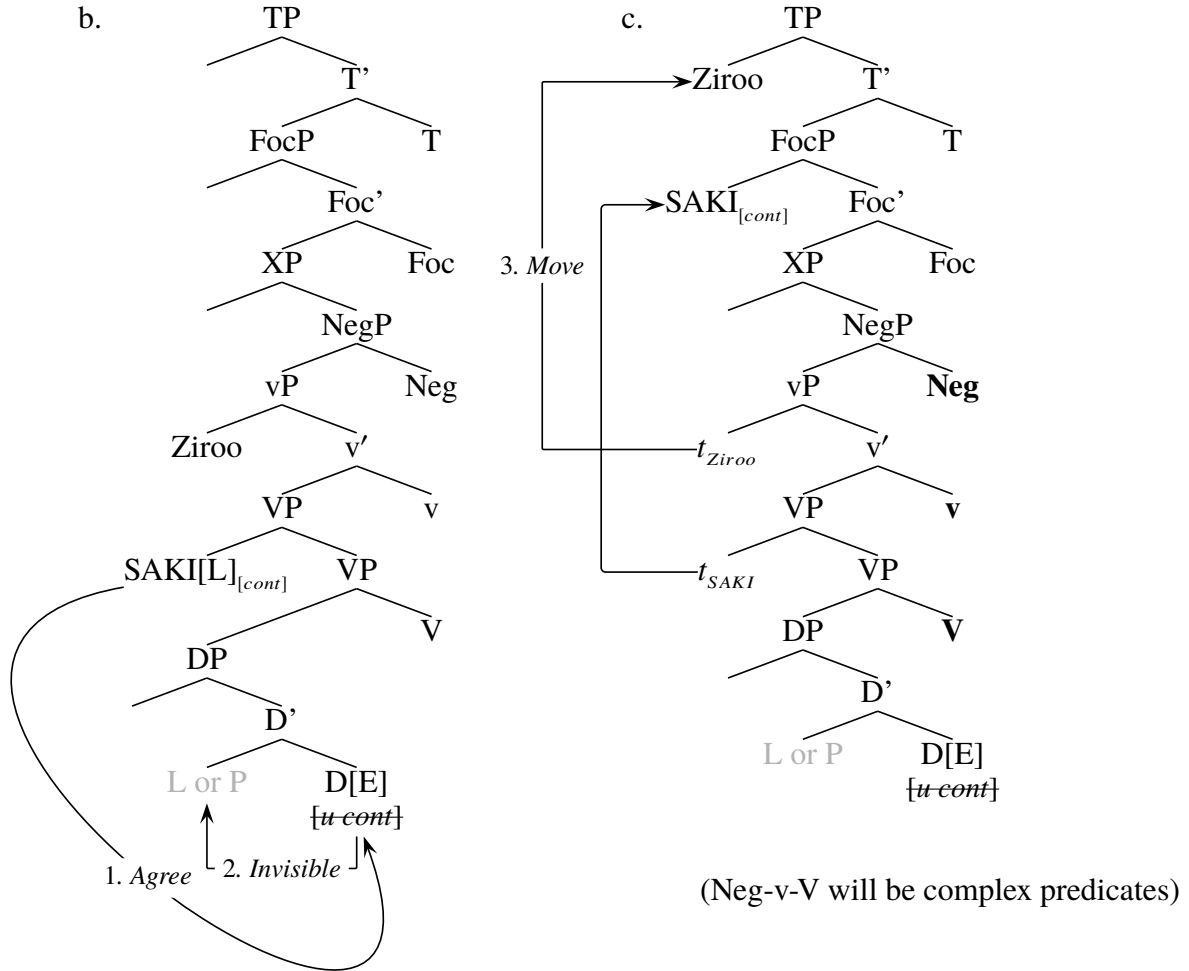 b.
TP
T’
FocP T
Foc’
XP Foc
NegP
vP Neg
Ziroo v′
VP v
SAKI[L][cont] VP
V
DP
D’
L or P D[E]
[u cont]
1. Agree 2. Invisible
c.
TP
Ziroo T’
FocP T
SAKI[cont] Foc’
3. Move XP Foc
NegP
vP Neg
tZiroo v′
VP v
tSAKI VP
DP V
D’
L or P D[E]
[u cont]
(Neg-v-V will be complex predicates)